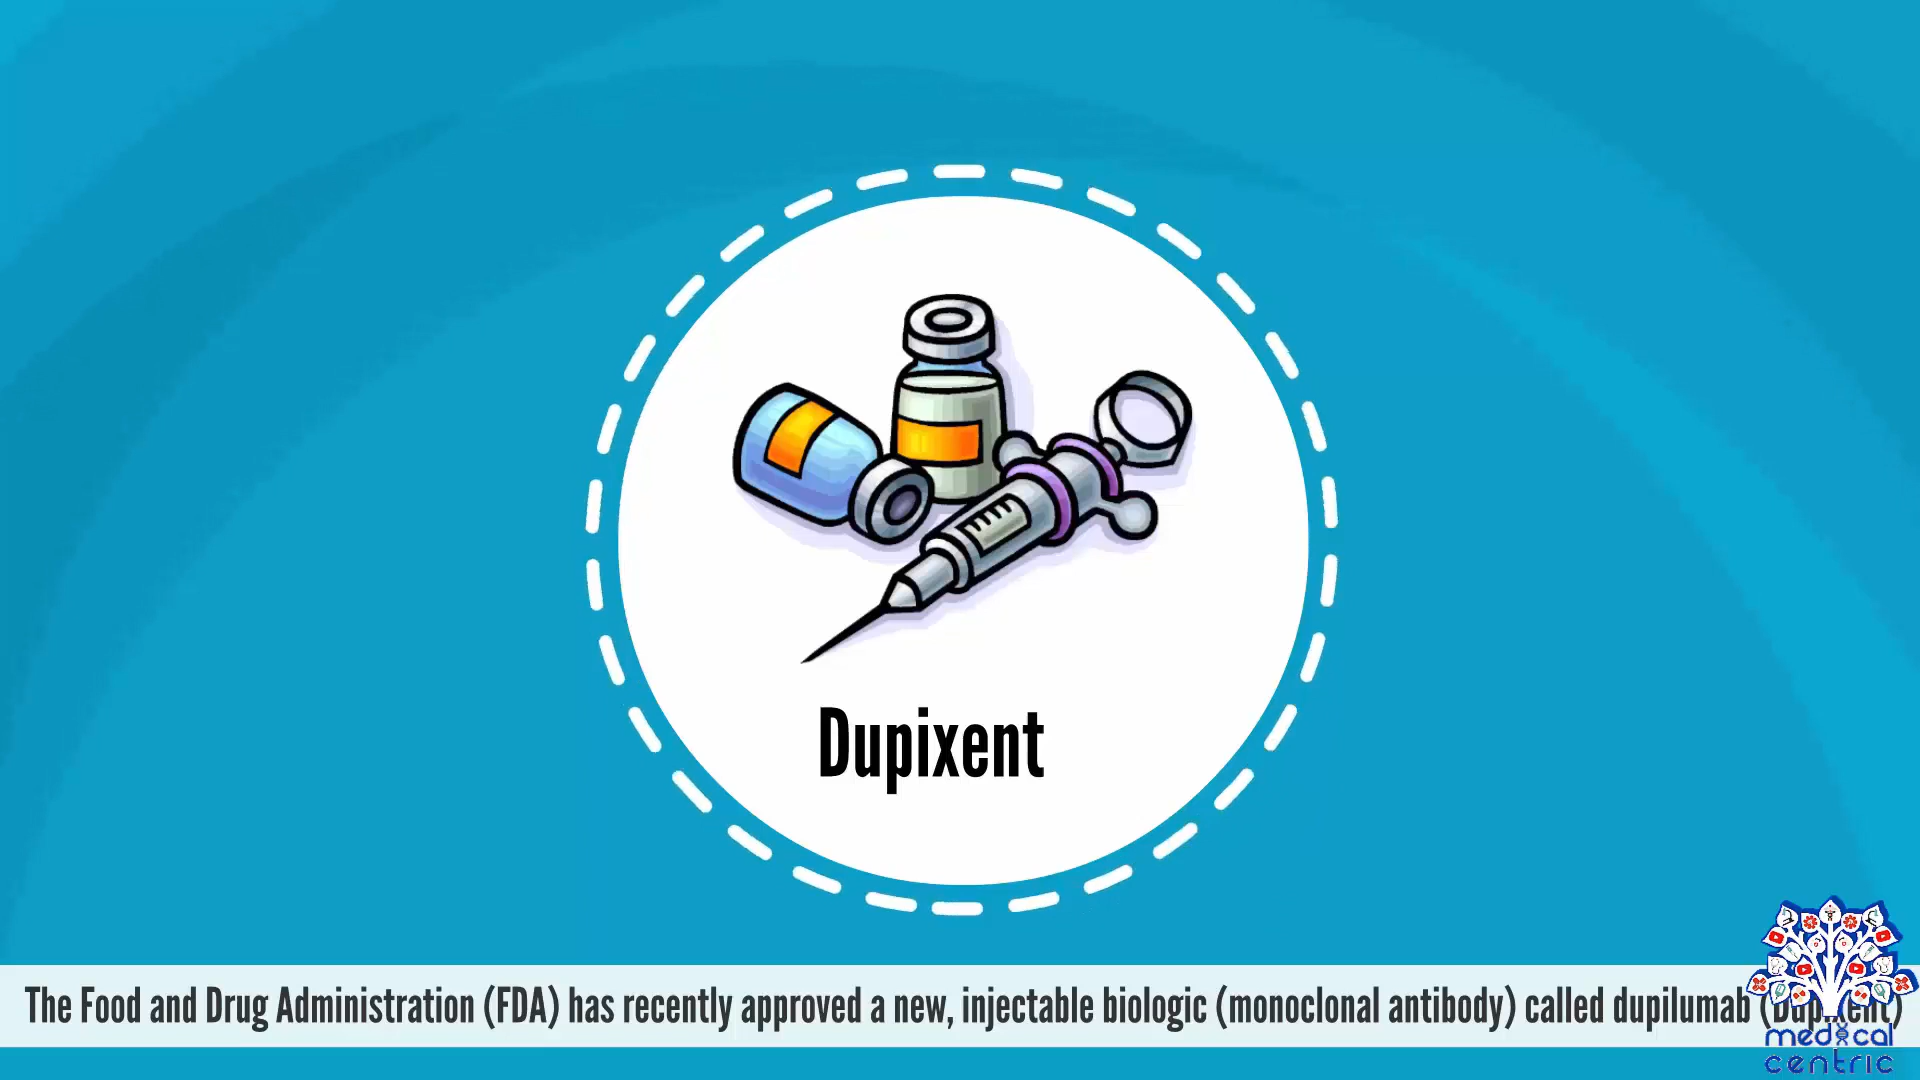 Dupixent
The Food and Drug Administration (FDA) has recently approved a new, injectable biologic (monoclonal antibody) called dupilumab (Dupixent)
medical
centric